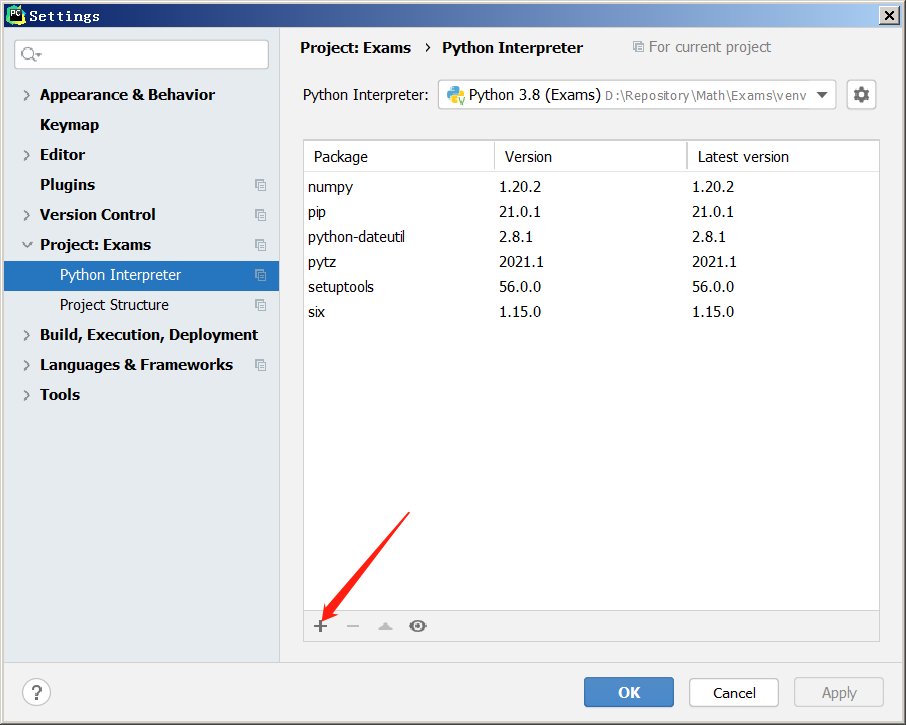 Settings
Project: Exams › Python Interpreter
For current project
Appearance & Behavior
Keymap
Editor
Plugins
Version Control
Project: Exams
Python Interpreter
Project Structure
Build, Execution, Deployment
Languages & Frameworks
Tools
Python Interpreter: Python 3.8 (Exams) D:\Repository\Math\Exams\venv
Package Version Latest version
numpy 1.20.2 1.20.2
pip 21.0.1 21.0.1
python-dateutil 2.8.1 2.8.1
pytz 2021.1 2021.1
setuptools 56.0.0 56.0.0
six 1.15.0 1.15.0
? OK Cancel Apply